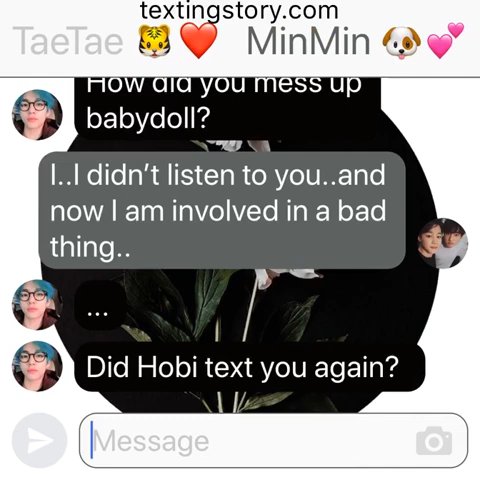 textingstory.com
TaeTae 🐯❤️ MinMin 🐶💕
How did you mess up
babydoll?
I..I didn’t listen to you..and
now I am involved in a bad
thing..
...
Did Hobi text you again?
Message